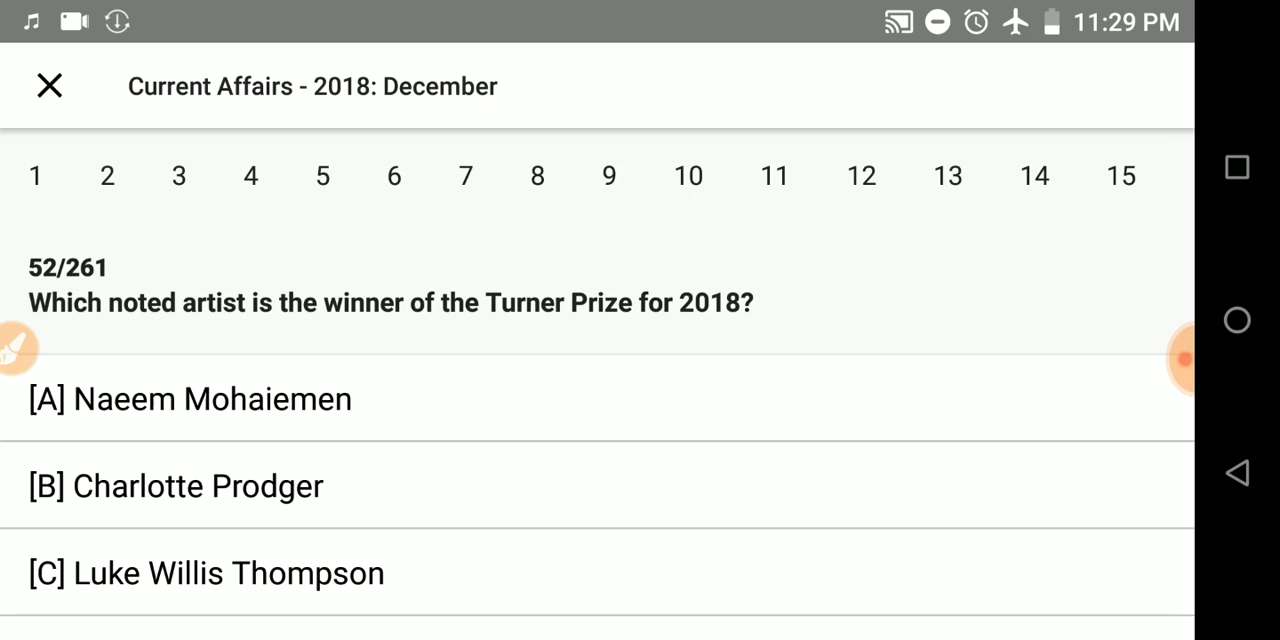 11:29 PM
Current Affairs - 2018: December
1 2 3 4 5 6 7 8 9 10 11 12 13 14 15
52/261
Which noted artist is the winner of the Turner Prize for 2018?
[A] Naeem Mohaiemen
[B] Charlotte Prodger
[C] Luke Willis Thompson